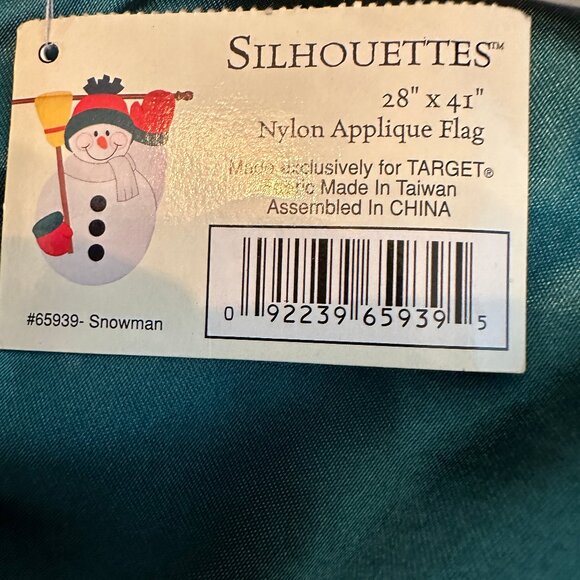 SILHOUETTES™
28" x 41"
Nylon Applique Flag
Made exclusively for TARGET®
Fabric Made In Taiwan
Assembled In CHINA
0 92239 65939 5
#65939- Snowman